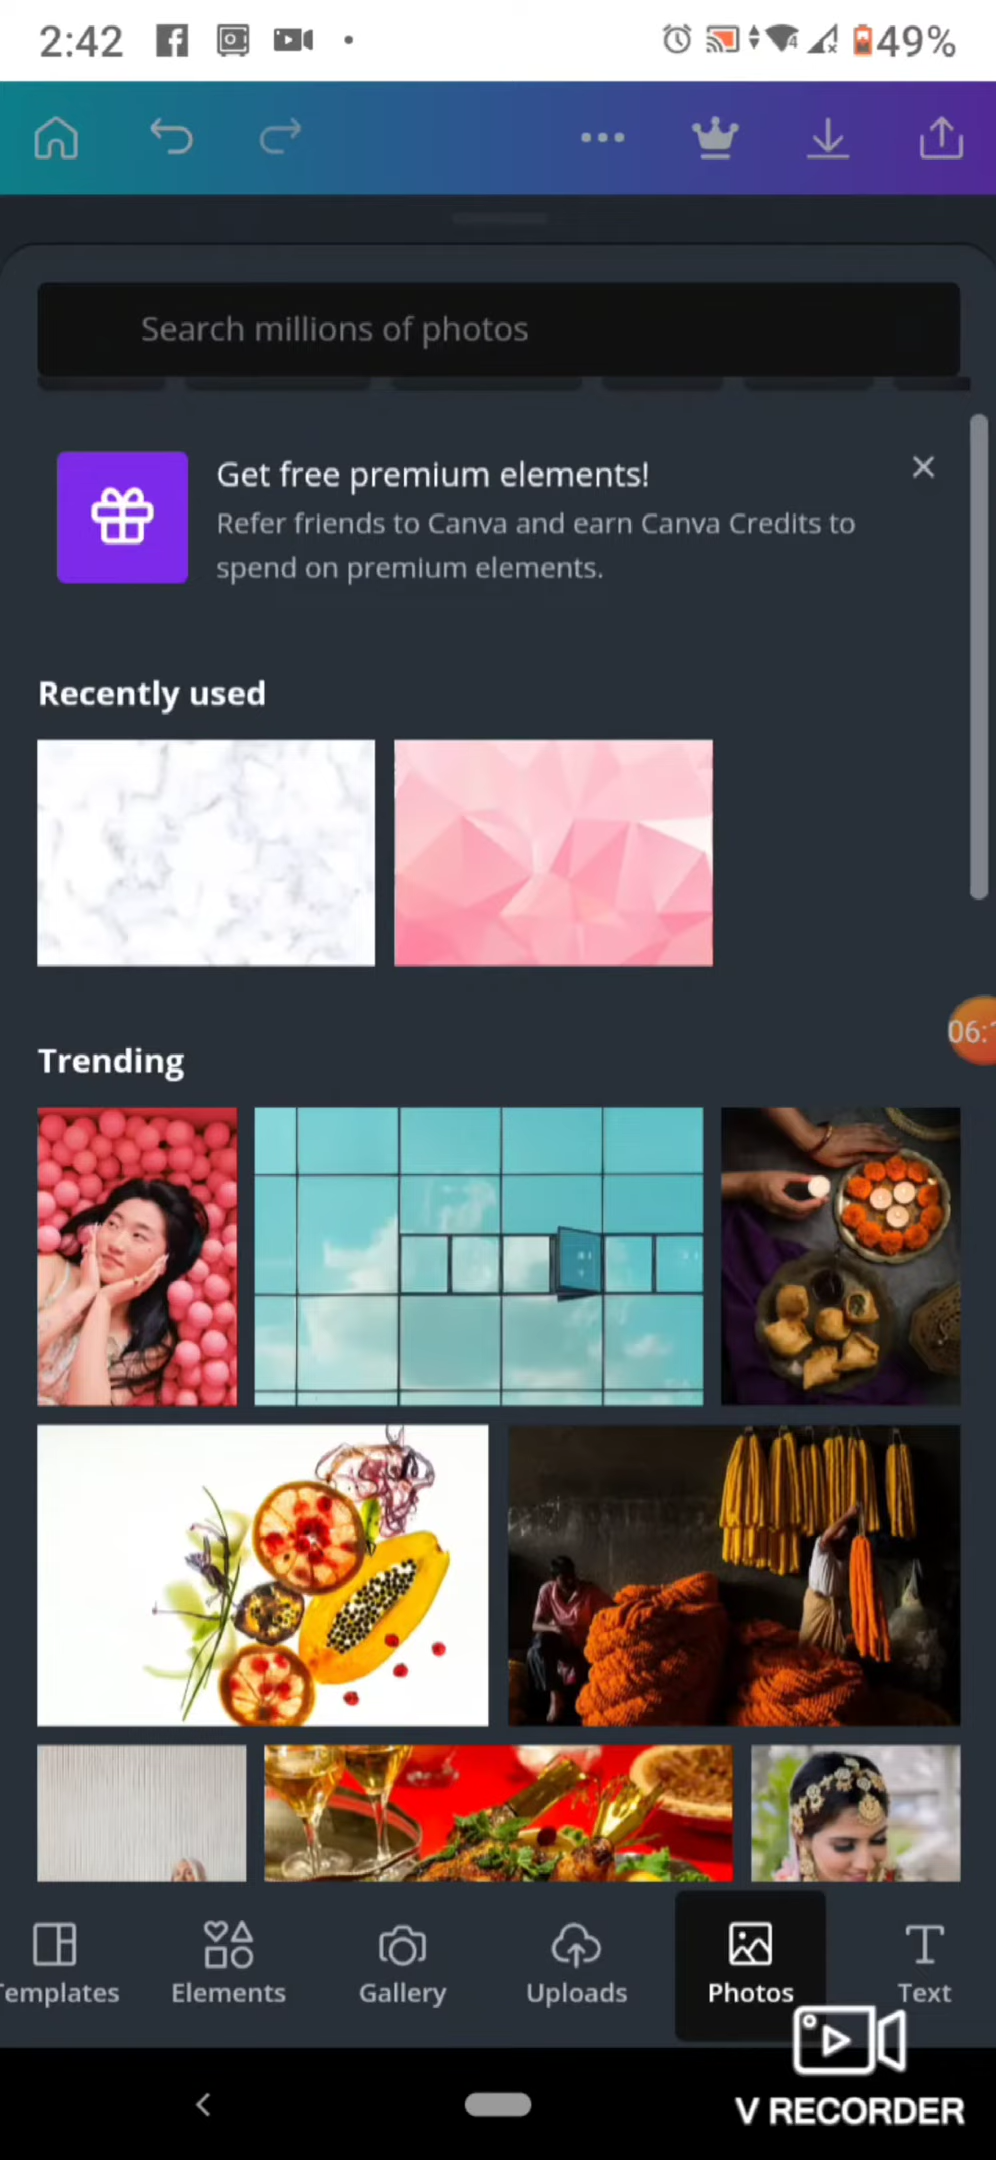 2:42
49%
Search millions of photos
Get free premium elements!
Refer friends to Canva and earn Canva Credits to
spend on premium elements.
Recently used
06:
Trending
Elements
Gallery
Uploads
Photos
Text
V RECORDER